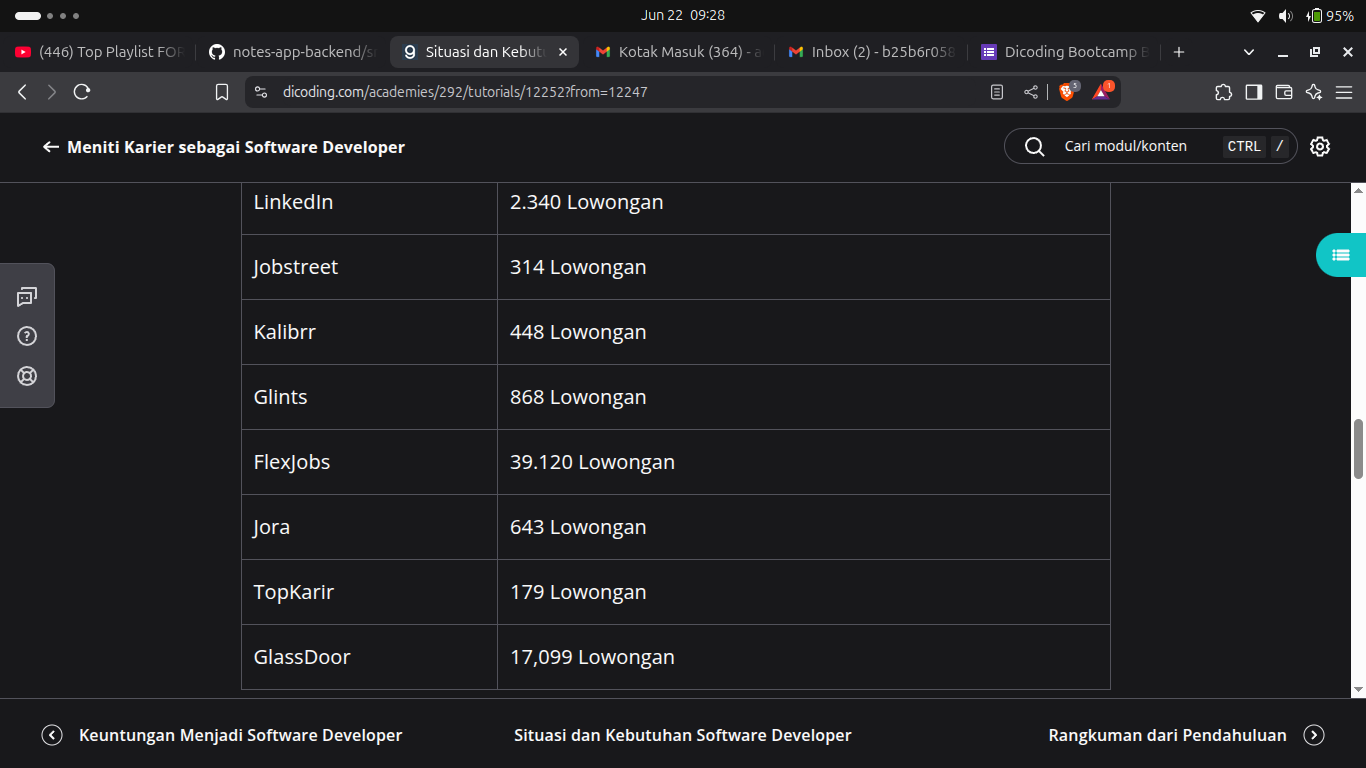 Jun 22 09:28
95%
(446) Top Playlist FOR
notes-app-backend/s
Situasi dan Kebut
Kotak Masuk (364) - a
Inbox (2) - b25b6r058
Dicoding Bootcamp B
dicoding.com/academies/292/tutorials/12252?from=12247
5
1
Meniti Karier sebagai Software Developer
Cari modul/konten
CTRL /
LinkedIn 2.340 Lowongan
Jobstreet 314 Lowongan
Kalibrr 448 Lowongan
Glints 868 Lowongan
FlexJobs 39.120 Lowongan
Jora 643 Lowongan
TopKarir 179 Lowongan
GlassDoor 17,099 Lowongan
Keuntungan Menjadi Software Developer
Situasi dan Kebutuhan Software Developer
Rangkuman dari Pendahuluan